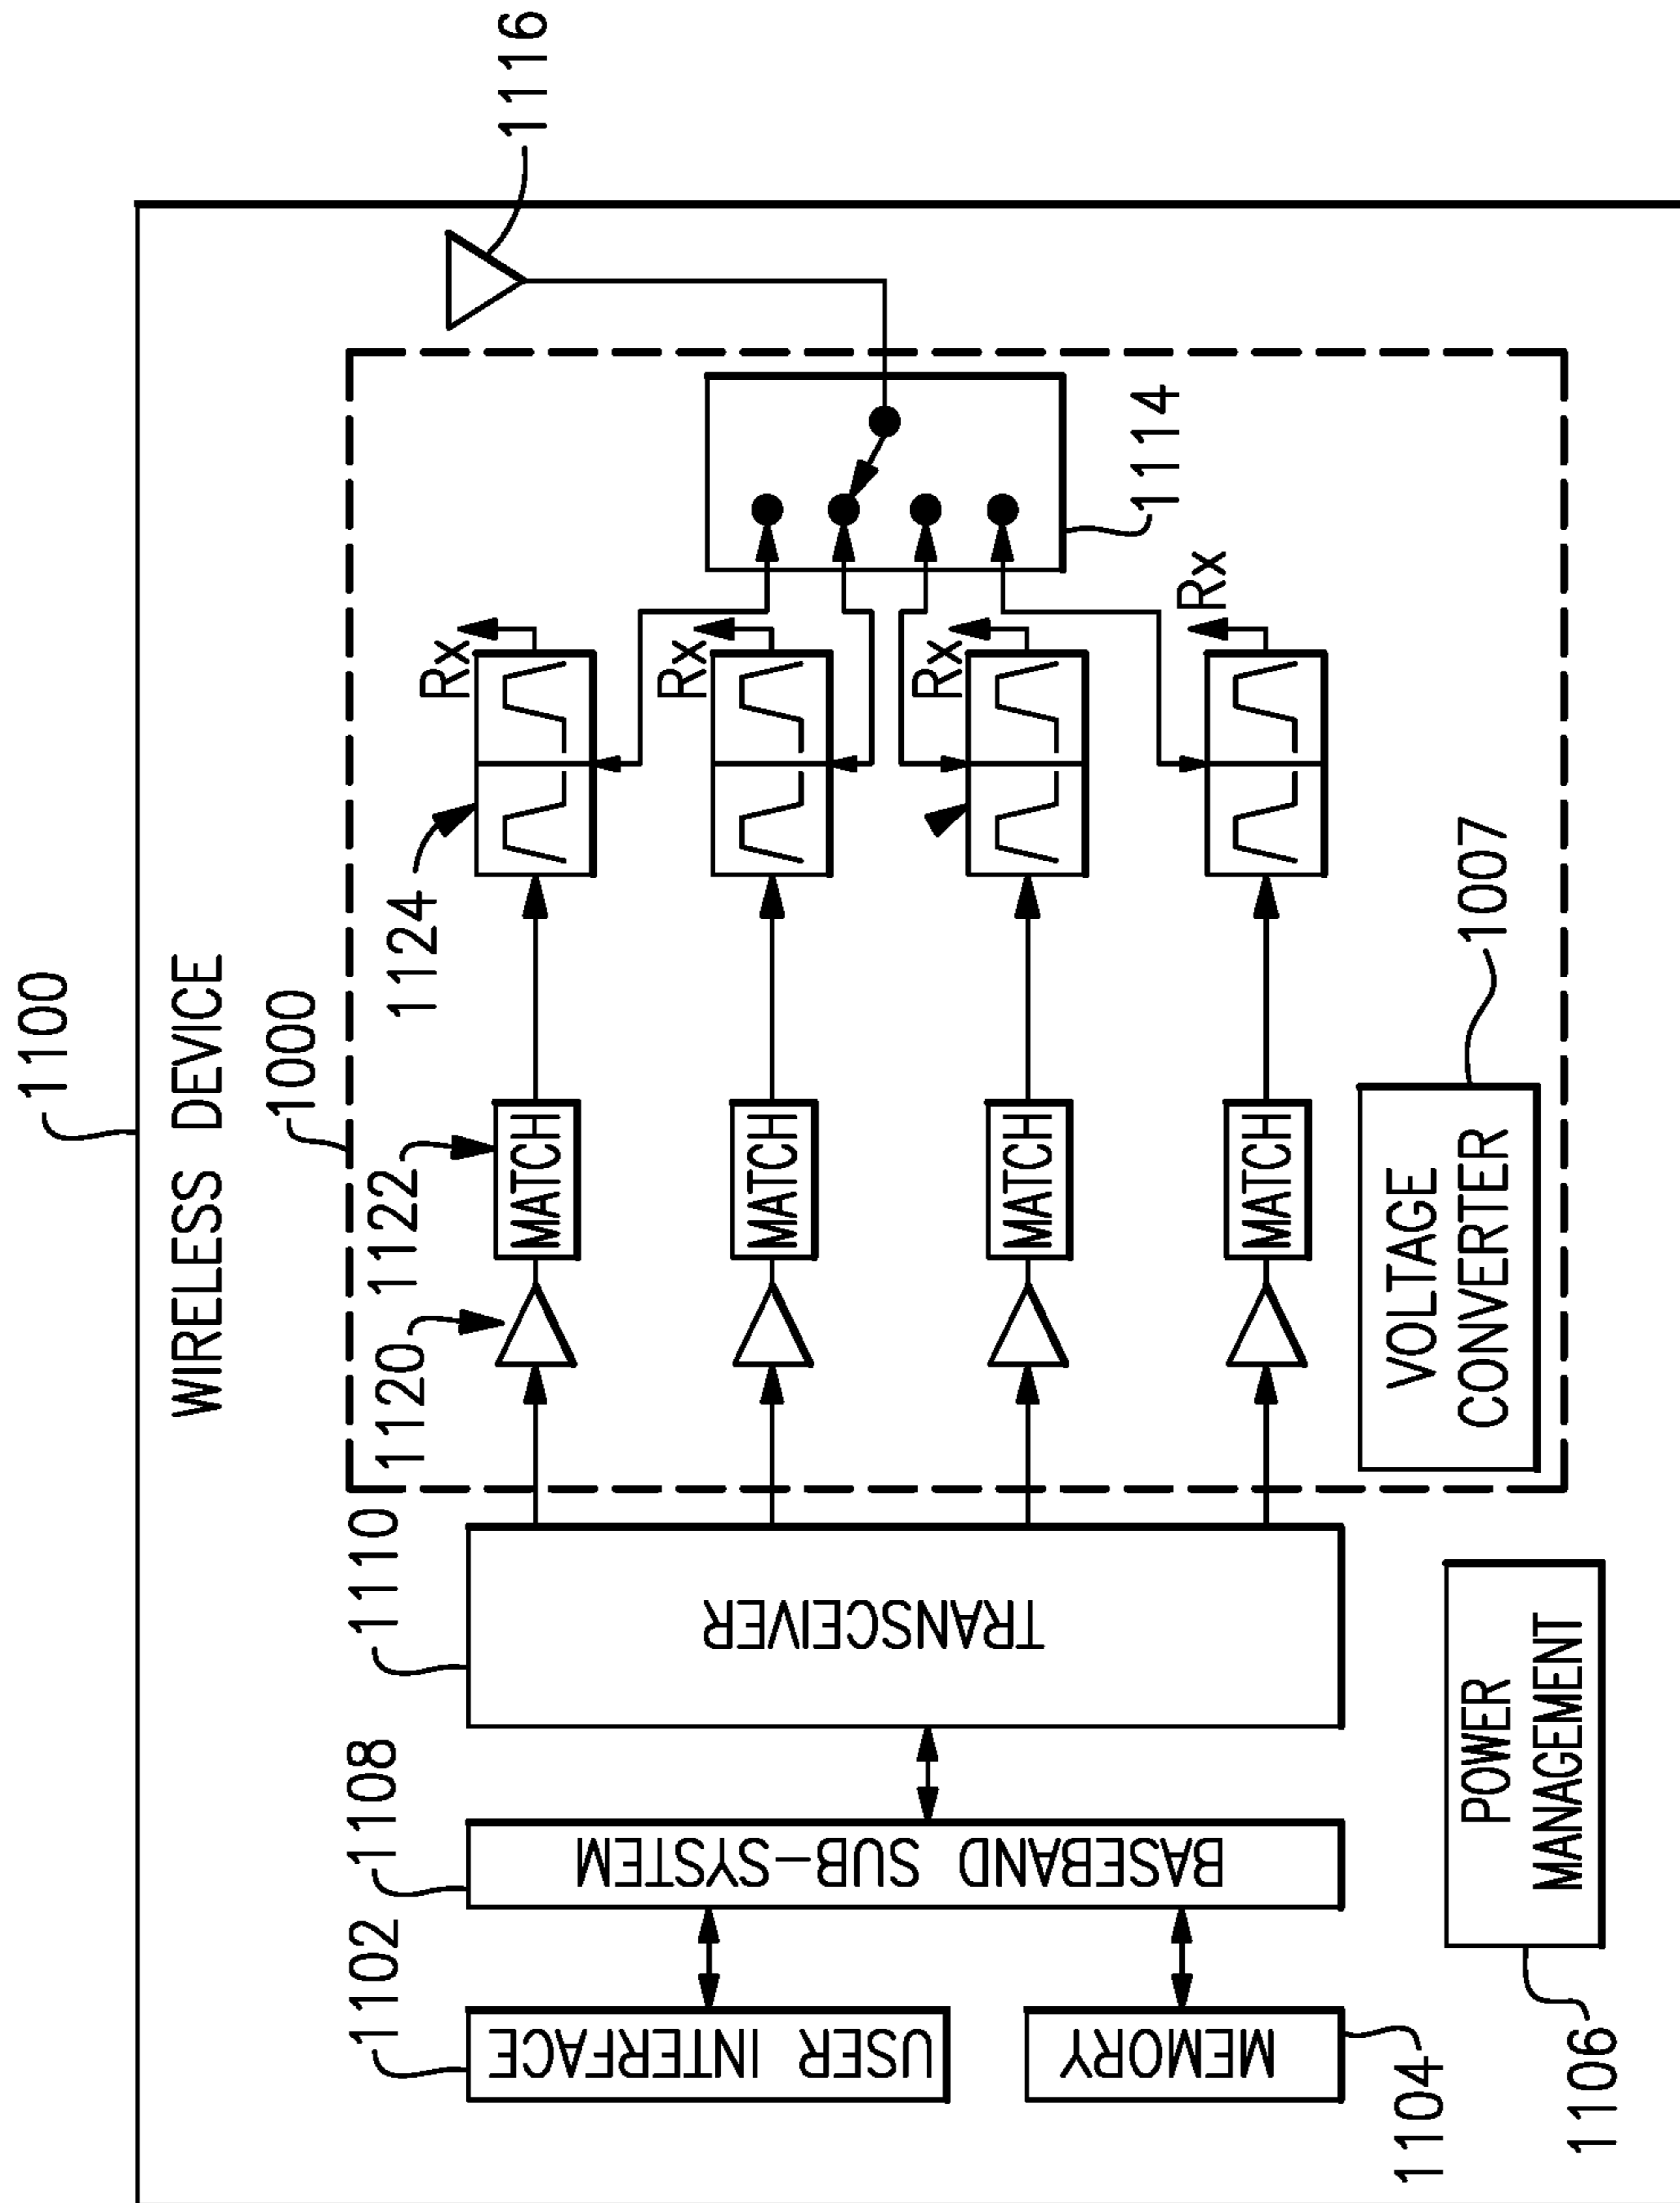 1100
WIRELESS DEVICE
1000
1116
1102
1108
1110
1120
1122
1124
Rx
MATCH
Rx
MATCH
Rx
MATCH
Rx
MATCH
1114
USER INTERFACE
MEMORY
BASEBAND SUB-SYSTEM
TRANSCEIVER
VOLTAGE
CONVERTER
1007
1104
POWER
MANAGEMENT
1106